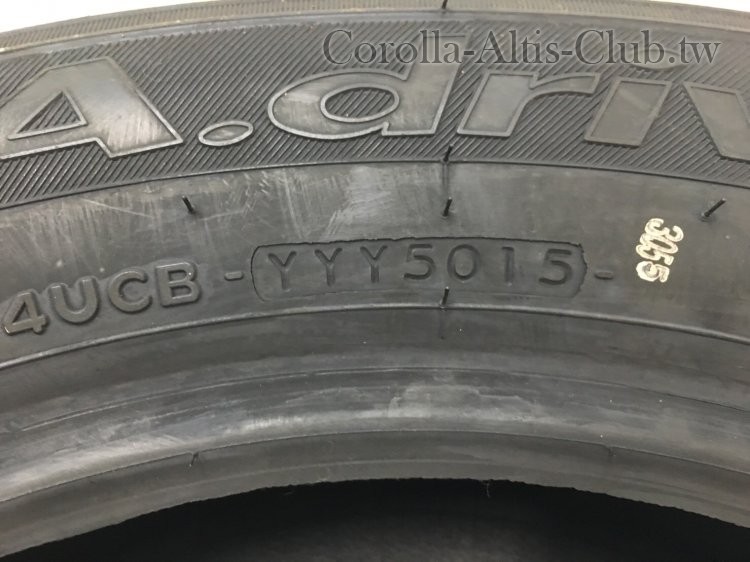 Corolla-Altis-Club.tw
A.driv
4UCB - YYY5015 -
3055